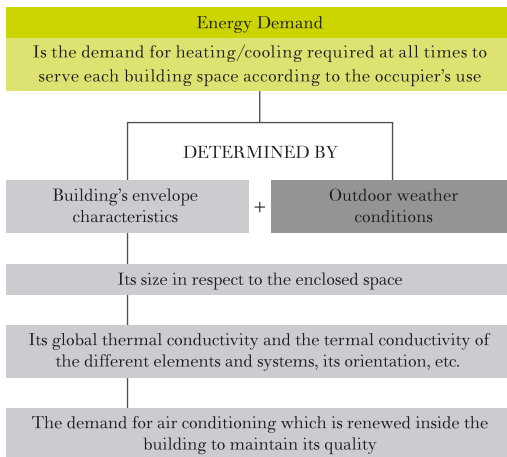 Energy Demand
Is the demand for heating/cooling required at all times to
serve each building space according to the occupier's use
DETERMINED BY
Building's envelope
characteristics
+
Outdoor weather
conditions
Its size in respect to the enclosed space
Its global thermal conductivity and the termal conductivity of
the different elements and systems, its orientation, etc.
The demand for air conditioning which is renewed inside the
building to maintain its quality